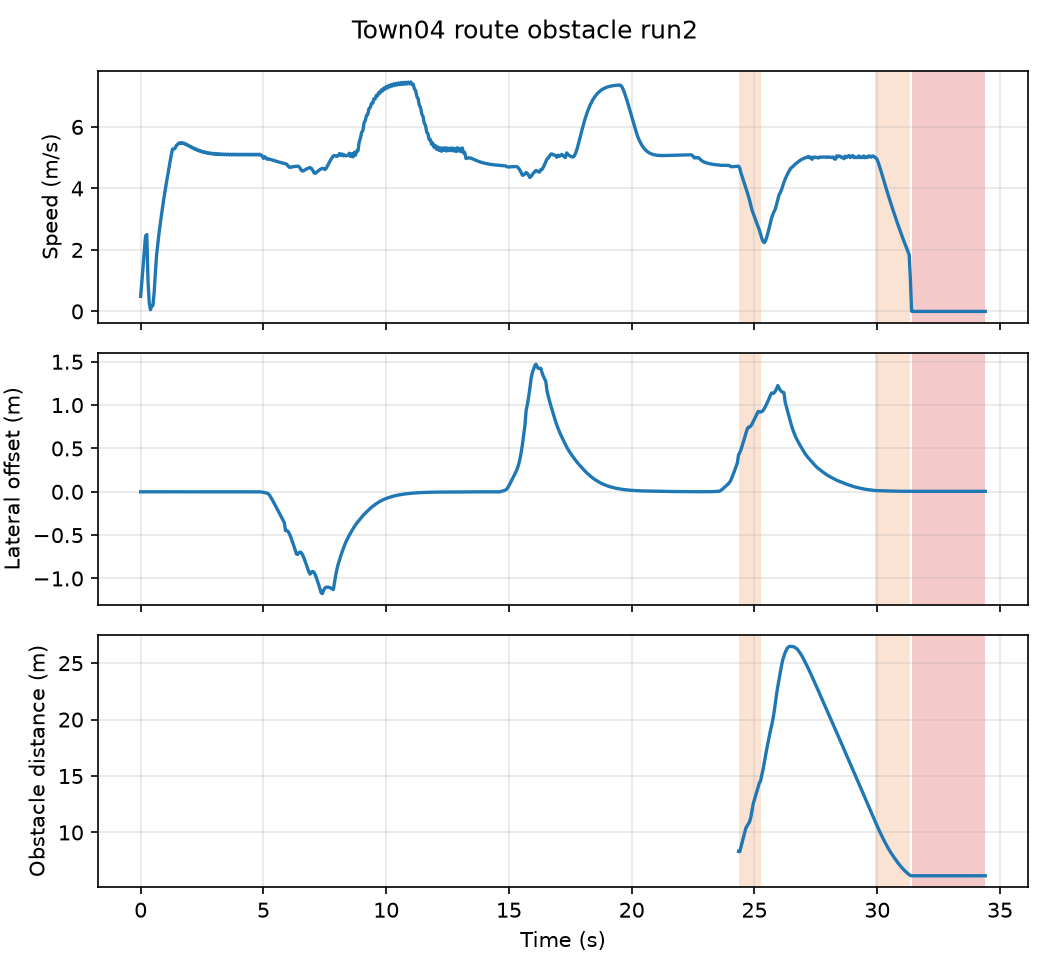 Town04 route obstacle run2
Speed (m/s)
6
4
2
0
Lateral offset (m)
1.5
1.0
0.5
0.0
−0.5
−1.0
Obstacle distance (m)
25
20
15
10
0 5 10 15 20 25 30 35
Time (s)